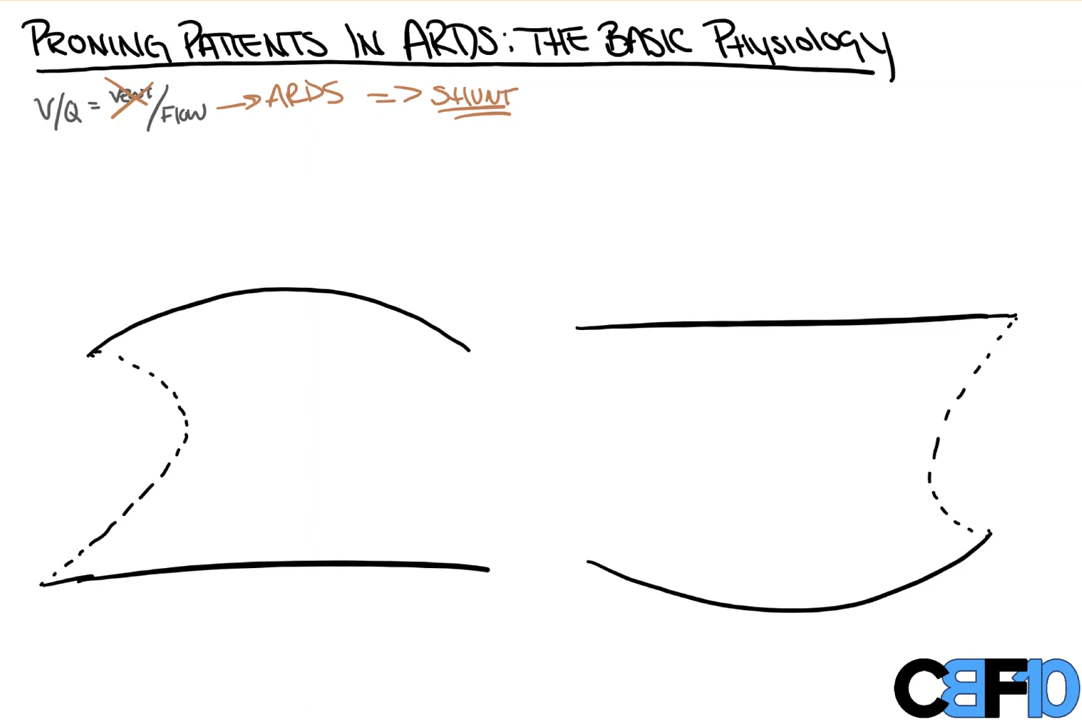 PRONING PATIENTS IN ARDS: THE BASIC PHYSIOLOGY
V/Q = VENT/FLOW → ARDS => SHUNT
CBF10